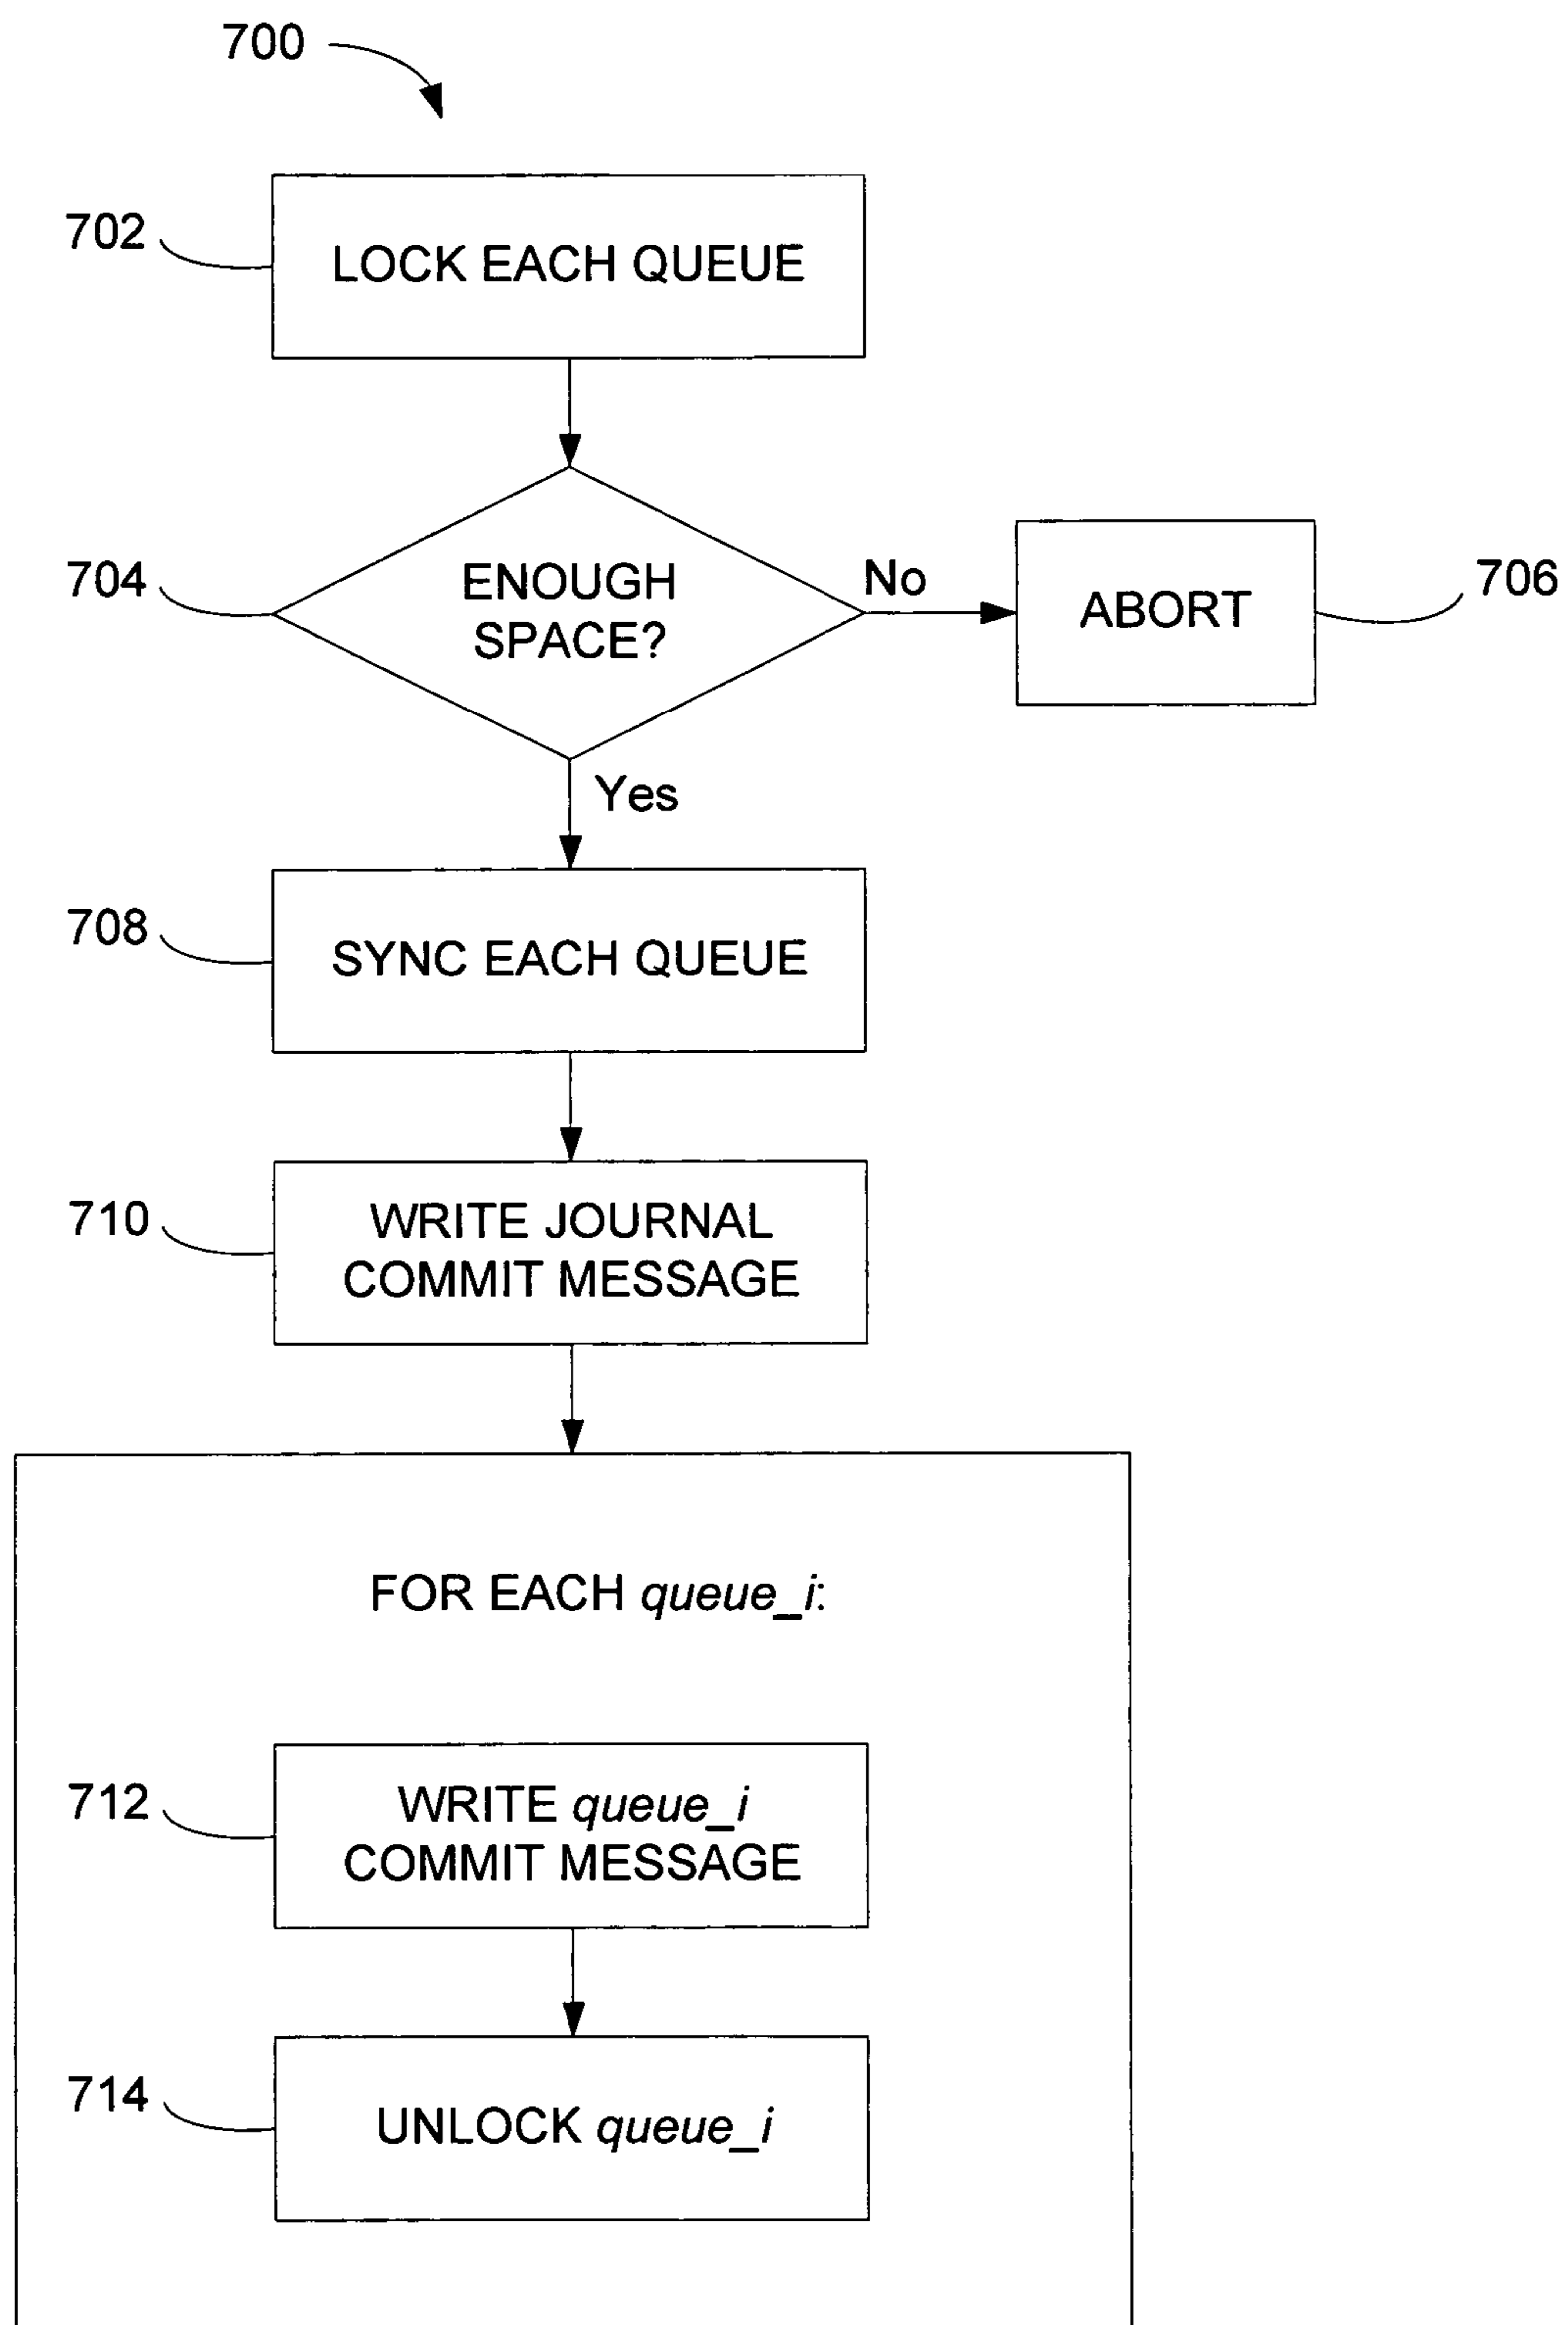 700
702
LOCK EACH QUEUE
704
ENOUGH
SPACE?
No
ABORT
706
Yes
708
SYNC EACH QUEUE
710
WRITE JOURNAL
COMMIT MESSAGE
FOR EACH queue_i:
712
WRITE queue_i
COMMIT MESSAGE
714
UNLOCK queue_i